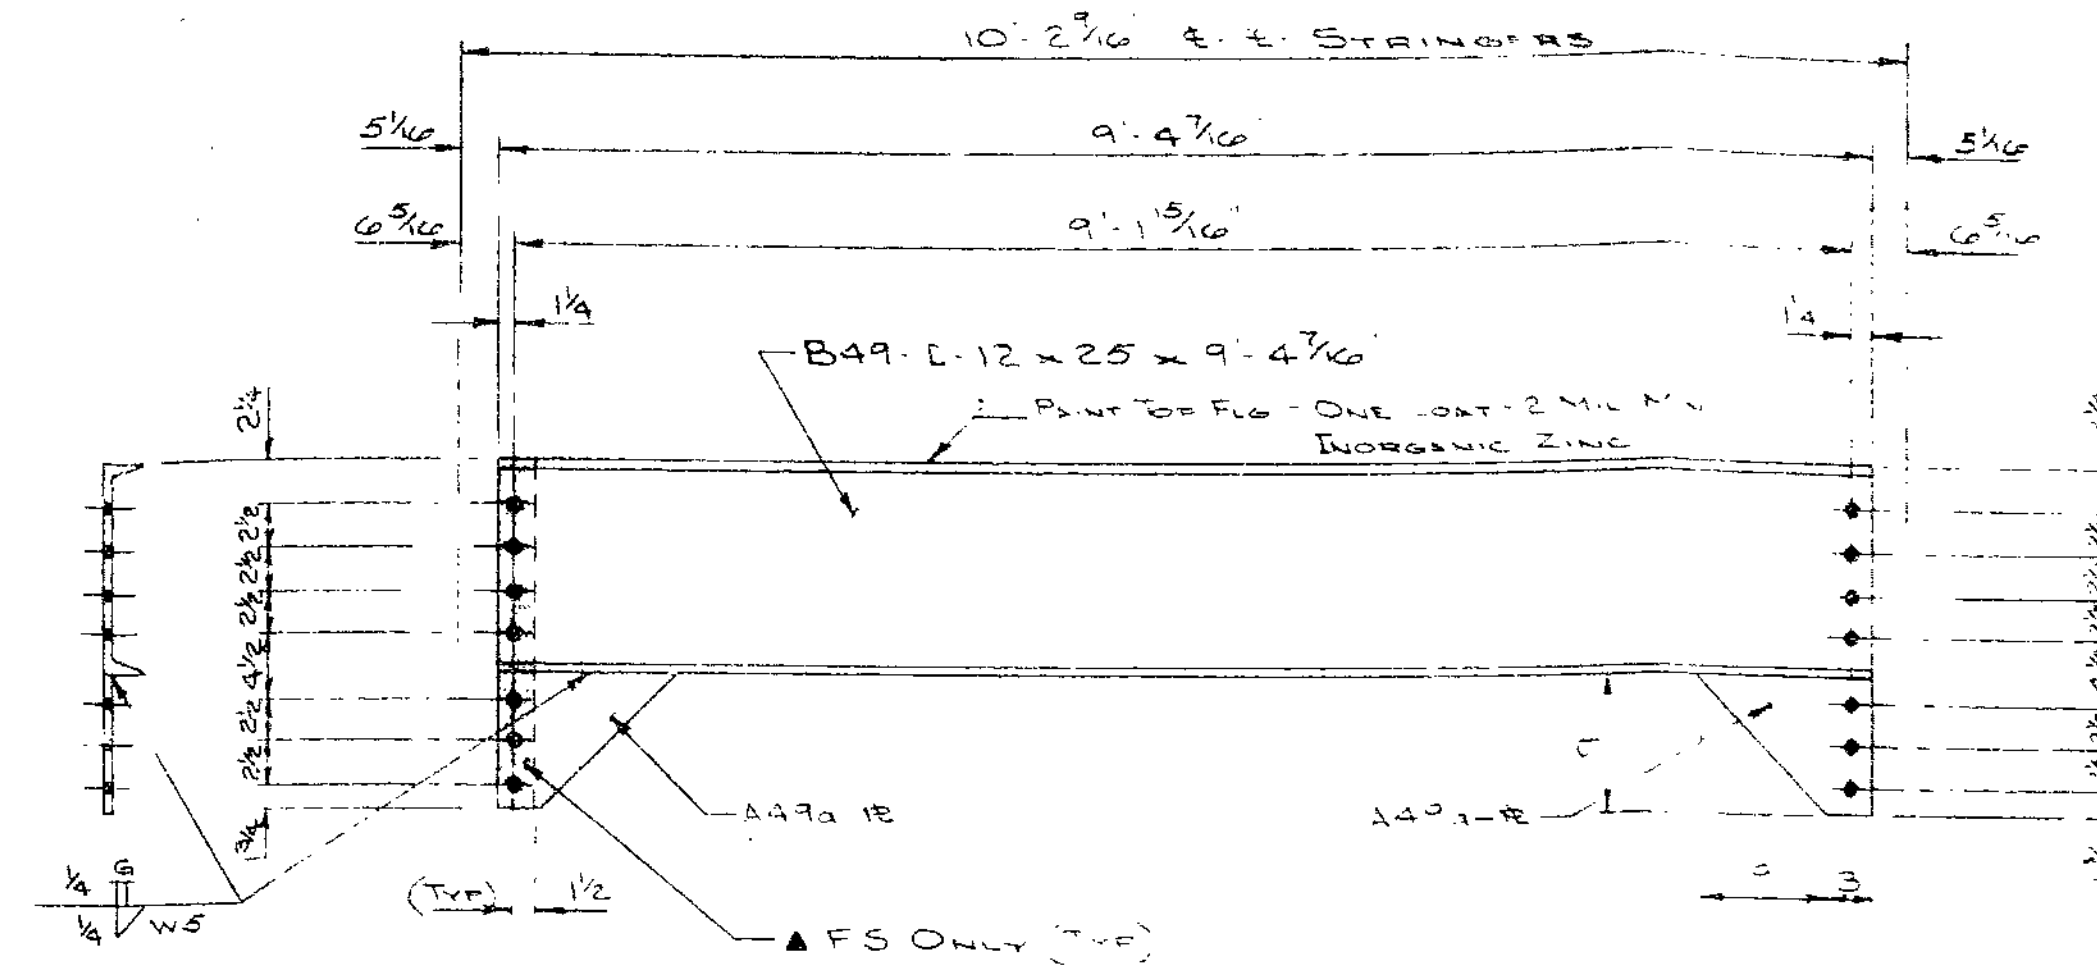 10'-2 9/16 ℄-℄ STRINGERS
5 1/16
9'-4 7/16
5 1/16
6 5/16
9'-1 15/16"
6 5/16
1 1/4
1 1/4
B49-[-12 x 25 x 9'-4 7/16
PAINT TOP FLG - ONE COAT - 2 MIL MIN
INORGANIC ZINC
2 1/4
2 1/2
2 1/2
2 1/2
4 1/2
2 1/2
2 1/2
1 3/4
A49a ⅊
1/4
G
1/4
W5
(TYP)
1 1/2
3
▲ FS ONLY (TYP)